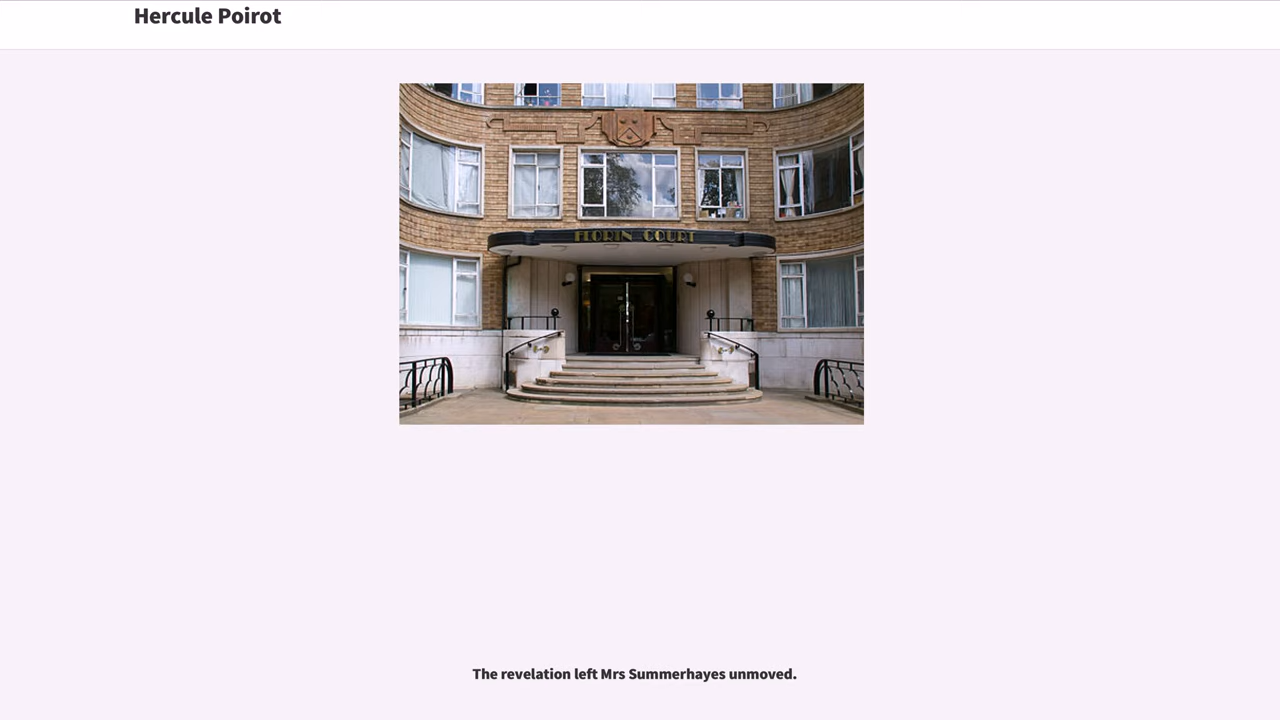 Hercule Poirot
FLORIN COURT
The revelation left Mrs Summerhayes unmoved.